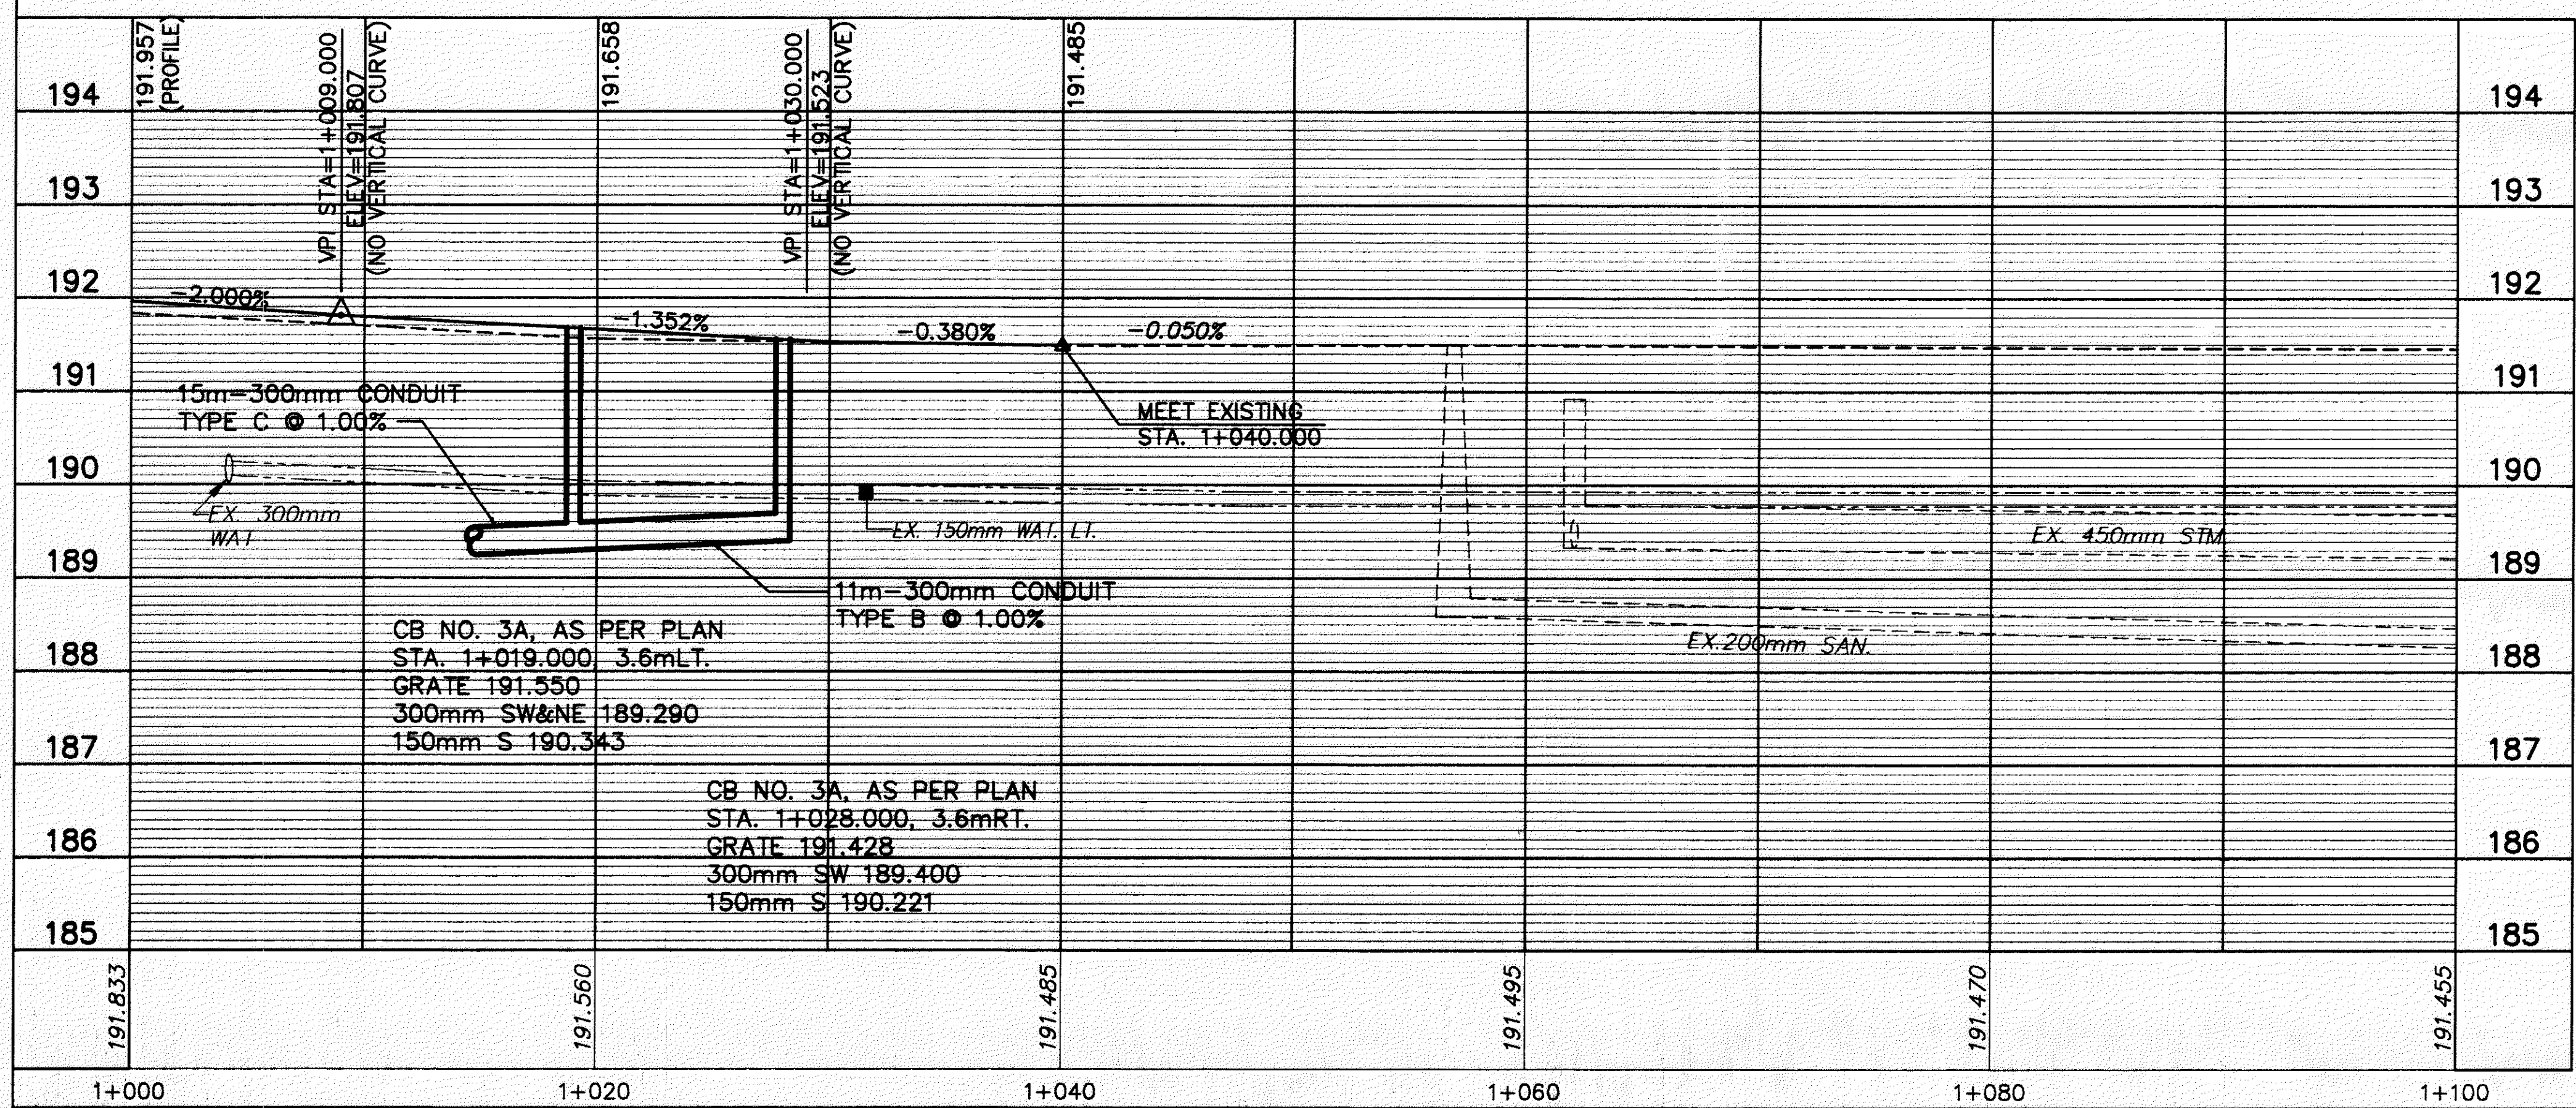 191.957
(PROFILE)
VPI STA=1+009.000
ELEV=191.807
(NO VERTICAL CURVE)
191.658
VPI STA=1+030.000
ELEV=191.523
(NO VERTICAL CURVE)
191.485
194
194
193
193
192
192
-2.000%
-1.352%
-0.380%
-0.050%
191
191
15m-300mm CONDUIT
TYPE C @ 1.00%
MEET EXISTING
STA. 1+040.000
190
190
EX. 300mm
WAT
EX. 150mm WAT. LT.
EX. 450mm STM
189
189
11m-300mm CONDUIT
TYPE B @ 1.00%
EX.200mm SAN.
CB NO. 3A, AS PER PLAN
STA. 1+019.000, 3.6mLT.
GRATE 191.550
300mm SW&NE 189.290
150mm S 190.343
188
188
187
187
CB NO. 3A, AS PER PLAN
STA. 1+028.000, 3.6mRT.
GRATE 191.428
300mm SW 189.400
150mm S 190.221
186
186
185
185
191.833
191.560
191.485
191.495
191.470
191.455
1+000
1+020
1+040
1+060
1+080
1+100